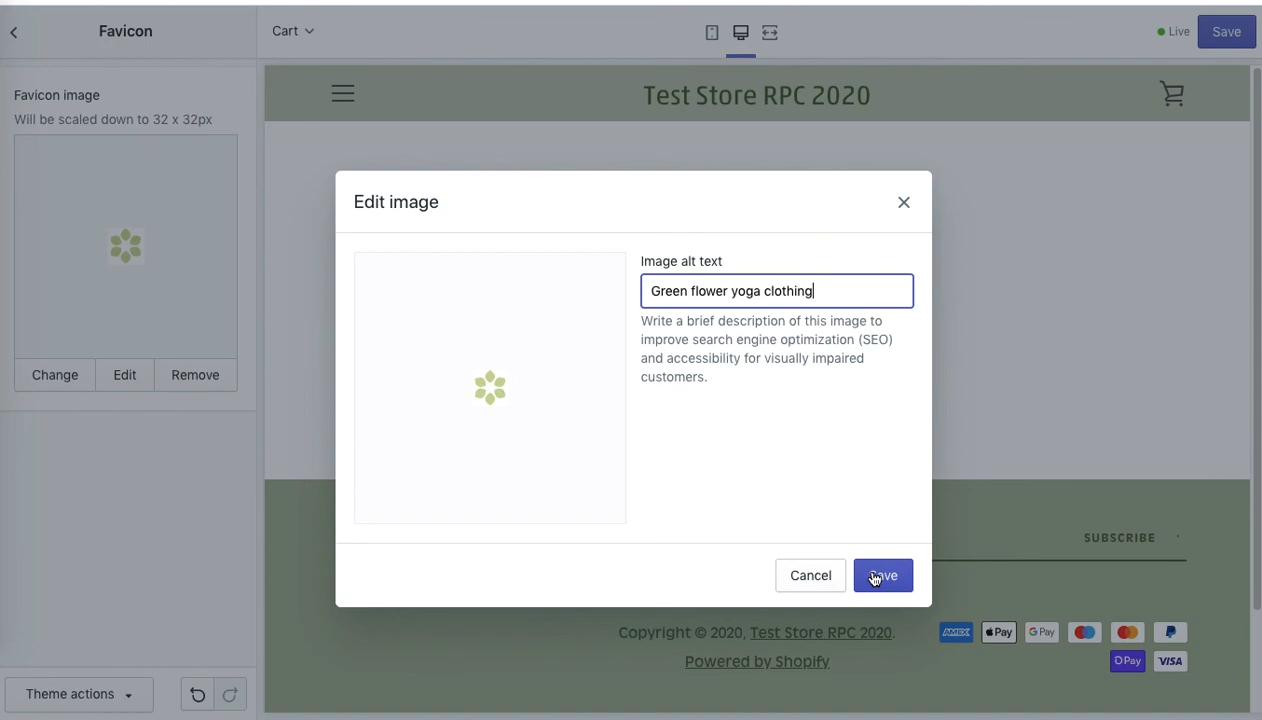 Favicon
Cart
Live
Save
Favicon image
Will be scaled down to 32 x 32px
Change
Edit
Remove
Theme actions
Test Store RPC 2020
Edit image
Image alt text
Green flower yoga clothing
Write a brief description of this image to
improve search engine optimization (SEO)
and accessibility for visually impaired
customers.
Cancel
Save
SUBSCRIBE
Copyright © 2020, Test Store RPC 2020.
Powered by Shopify
AMEX
Pay
G Pay
Pay
VISA